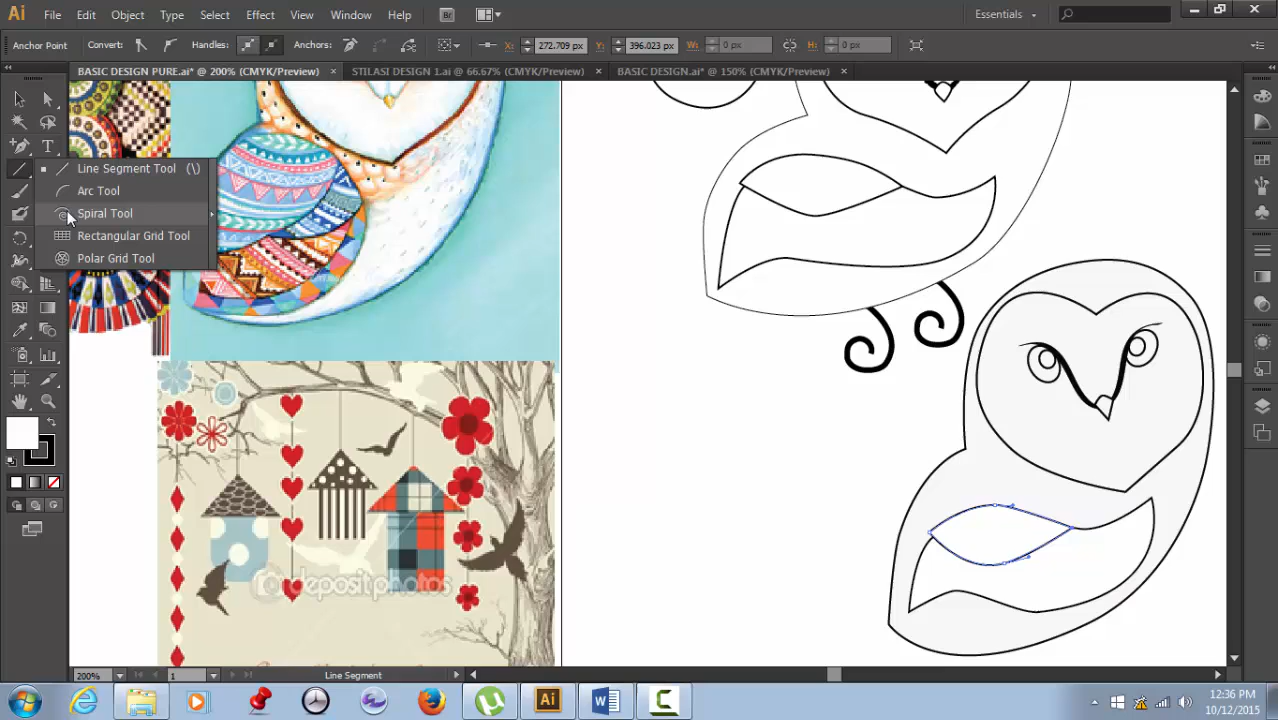 Ai File Edit Object Type Select Effect View Window Help Br Essentials
Anchor Point Convert: Handles: Anchors: X: 272.709 px Y: 396.023 px W: 0 px H: 0 px
BASIC DESIGN PURE.ai* @ 200% (CMYK/Preview) × STILASI DESIGN 1.ai @ 66.67% (CMYK/Preview) × BASIC DESIGN.ai* @ 150% (CMYK/Preview) ×
Line Segment Tool (\)
Arc Tool
Spiral Tool
Rectangular Grid Tool
Polar Grid Tool
depositphotos
200% 1 Line Segment
Ai W C
12:36 PM
10/12/2015